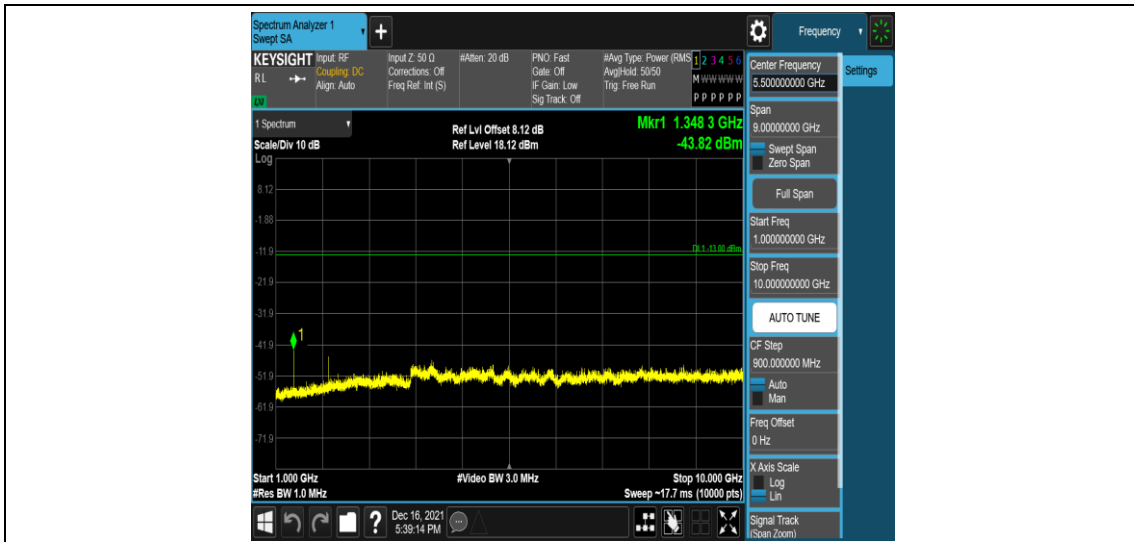 Spectrum Analyzer 1
Swept SA
+
Frequency
KEYSIGHT
RL
LXI
Input: RF
Coupling: DC
Align: Auto
Input Z: 50 Ω
Corrections: Off
Freq Ref: Int (S)
#Atten: 20 dB
PNO: Fast
Gate: Off
IF Gain: Low
Sig Track: Off
#Avg Type: Power (RMS
Avg|Hold: 50/50
Trig: Free Run
1 2 3 4 5 6
M W W W W W
P P P P P P
1 Spectrum
Scale/Div 10 dB
Ref Lvl Offset 8.12 dB
Ref Level 18.12 dBm
Mkr1 1.348 3 GHz
-43.82 dBm
Log
8.12
-1.88
-11.9
-21.9
-31.9
-41.9
-51.9
-61.9
-71.9
DL1 -13.00 dBm
1
Start 1.000 GHz
#Video BW 3.0 MHz
Stop 10.000 GHz
#Res BW 1.0 MHz
Sweep ~17.7 ms (10000 pts)
?
Dec 16, 2021
5:39:14 PM
Center Frequency
5.500000000 GHz
Settings
Span
9.00000000 GHz
Swept Span
Zero Span
Full Span
Start Freq
1.000000000 GHz
Stop Freq
10.000000000 GHz
AUTO TUNE
CF Step
900.000000 MHz
Auto
Man
Freq Offset
0 Hz
X Axis Scale
Log
Lin
Signal Track
(Span Zoom)